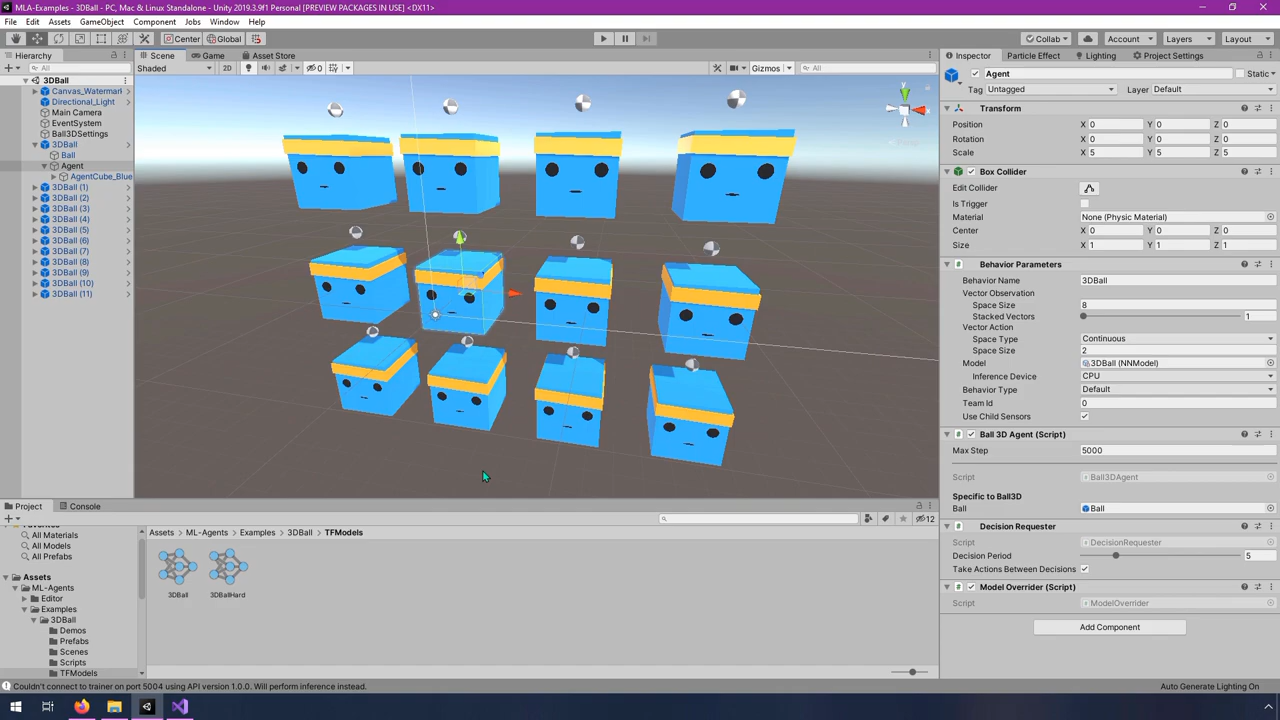 MLA-Examples - 3DBall - PC, Mac & Linux Standalone - Unity 2019.3.9f1 Personal [PREVIEW PACKAGES IN USE] <DX11>
File Edit Assets GameObject Component Jobs Window Help
Center Global Collab Account Layers Layout
Hierarchy
All
3DBall
Canvas_Watermark
Directional_Light
Main Camera
EventSystem
Ball3DSettings
3DBall
Ball
Agent
AgentCube_Blue
3DBall (1)
3DBall (2)
3DBall (3)
3DBall (4)
3DBall (5)
3DBall (6)
3DBall (7)
3DBall (8)
3DBall (9)
3DBall (10)
3DBall (11)
Scene Game Asset Store
Shaded 2D 0 Gizmos All
y
Inspector Particle Effect Lighting Project Settings
Agent Static
Tag Untagged Layer Default
Transform
Position X 0 Y 0 Z 0
Rotation X 0 Y 0 Z 0
Scale X 5 Y 5 Z 5
Box Collider
Edit Collider
Is Trigger
Material None (Physic Material)
Center X 0 Y 0 Z 0
Size X 1 Y 1 Z 1
Behavior Parameters
Behavior Name 3DBall
Vector Observation
Space Size 8
Stacked Vectors 1
Vector Action
Space Type Continuous
Space Size 2
Model 3DBall (NNModel)
Inference Device CPU
Behavior Type Default
Team Id 0
Use Child Sensors
Ball 3D Agent (Script)
Max Step 5000
Script Ball3DAgent
Specific to Ball3D
Ball Ball
Decision Requester
Script DecisionRequester
Decision Period 5
Take Actions Between Decisions
Model Overrider (Script)
Script ModelOverrider
Add Component
Project Console
12
Favorites
All Materials
All Models
All Prefabs
Assets
ML-Agents
Editor
Examples
3DBall
Demos
Prefabs
Scenes
Scripts
TFModels
Assets ML-Agents Examples 3DBall TFModels
3DBall 3DBallHard
Couldn't connect to trainer on port 5004 using API version 1.0.0. Will perform inference instead.
Auto Generate Lighting On